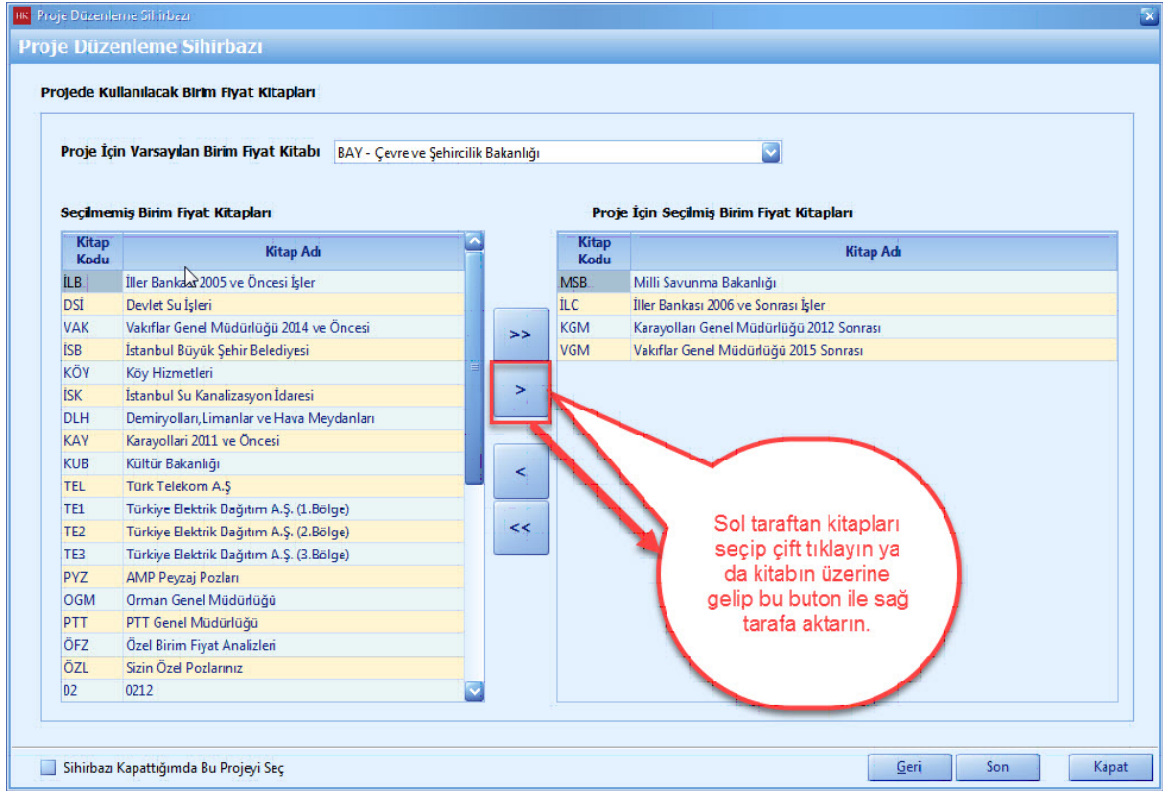 HK Proje Düzenleme Sihirbazı
Proje Düzenleme Sihirbazı
Projede Kullanılacak Birim Fiyat Kitapları
Proje İçin Varsayılan Birim Fiyat Kitabı BAY - Çevre ve Şehircilik Bakanlığı
Seçilmemiş Birim Fiyat Kitapları
Kitap Kodu Kitap Adı
İLB İller Bankası 2005 ve Öncesi İşler
DSİ Devlet Su İşleri
VAK Vakıflar Genel Müdürlüğü 2014 ve Öncesi
İSB İstanbul Büyük Şehir Belediyesi
KÖY Köy Hizmetleri
İSK İstanbul Su Kanalizasyon İdaresi
DLH Demiryolları,Limanlar ve Hava Meydanları
KAY Karayollari 2011 ve Öncesi
KUB Kültür Bakanlığı
TEL Türk Telekom A.Ş
TE1 Türkiye Elektrik Dağıtım A.Ş. (1.Bölge)
TE2 Türkiye Elektrik Dağıtım A.Ş. (2.Bölge)
TE3 Türkiye Elektrik Dağıtım A.Ş. (3.Bölge)
PYZ AMP Peyzaj Pozları
OGM Orman Genel Müdürlüğü
PTT PTT Genel Müdürlüğü
ÖFZ Özel Birim Fiyat Analizleri
ÖZL Sizin Özel Pozlarınız
02 0212
>>
>
<
<<
Proje İçin Seçilmiş Birim Fiyat Kitapları
Kitap Kodu Kitap Adı
MSB Milli Savunma Bakanlığı
İLC İller Bankası 2006 ve Sonrası İşler
KGM Karayolları Genel Müdürlüğü 2012 Sonrası
VGM Vakıflar Genel Müdürlüğü 2015 Sonrası
Sol taraftan kitapları
seçip çift tıklayın ya
da kitabın üzerine
gelip bu buton ile sağ
tarafa aktarın.
Sihirbazı Kapattığımda Bu Projeyi Seç
Geri Son Kapat